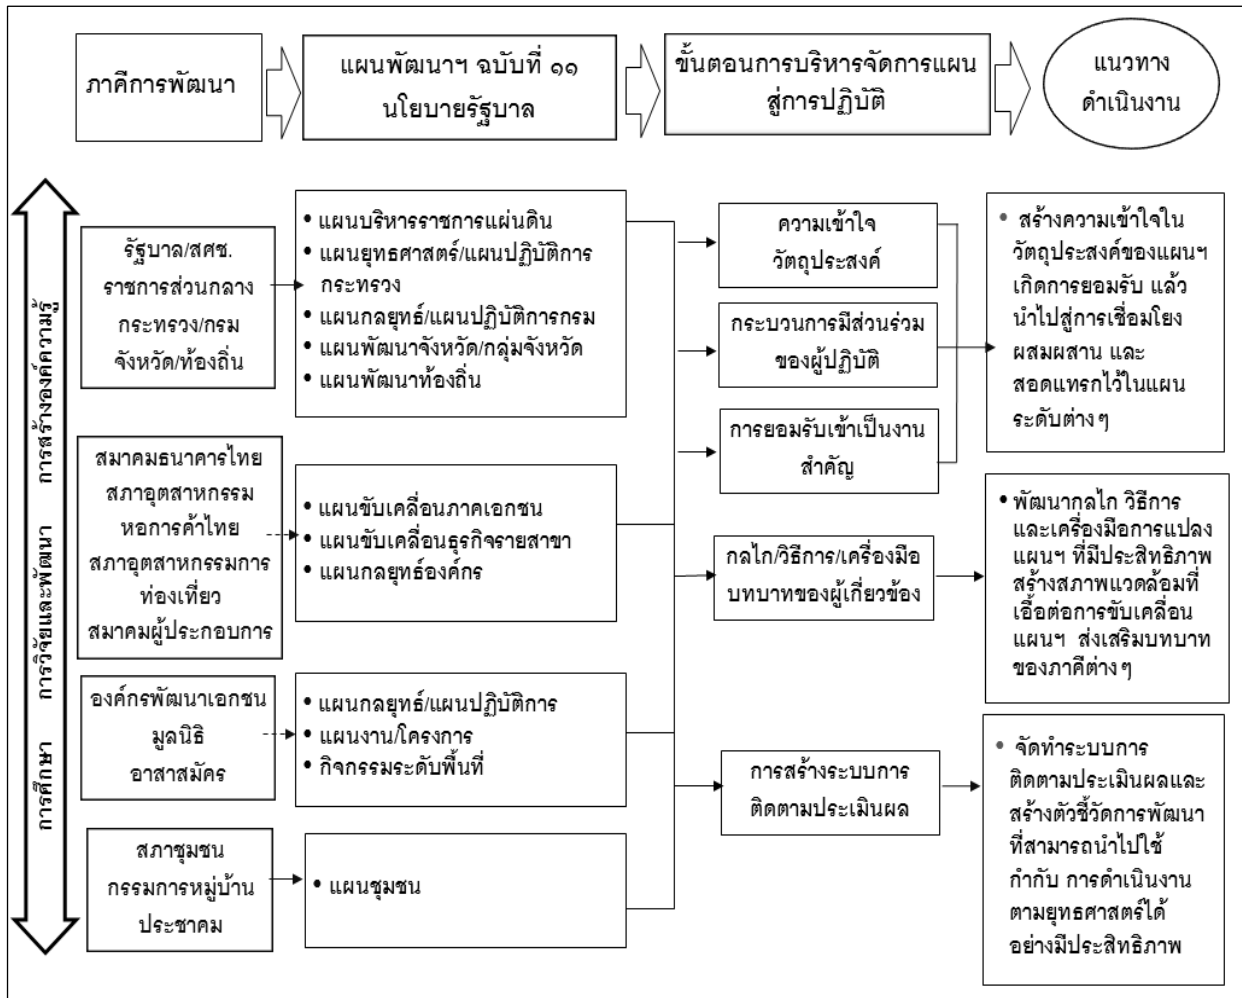 ภาคีการพัฒนา
แผนพัฒนาฯ ฉบับที่ ๑๑
นโยบายรัฐบาล
ขั้นตอนการบริหารจัดการแผน
สู่การปฏิบัติ
แนวทาง
ดำเนินงาน
การศึกษา การวิจัยและพัฒนา การสร้างองค์ความรู้
รัฐบาล/สศช.
ราชการส่วนกลาง
กระทรวง/กรม
จังหวัด/ท้องถิ่น
• แผนบริหารราชการแผ่นดิน
• แผนยุทธศาสตร์/แผนปฏิบัติการ
กระทรวง
• แผนกลยุทธ์/แผนปฏิบัติการกรม
• แผนพัฒนาจังหวัด/กลุ่มจังหวัด
• แผนพัฒนาท้องถิ่น
สมาคมธนาคารไทย
สภาอุตสาหกรรม
หอการค้าไทย
สภาอุตสาหกรรมการ
ท่องเที่ยว
สมาคมผู้ประกอบการ
• แผนขับเคลื่อนภาคเอกชน
• แผนขับเคลื่อนธุรกิจรายสาขา
• แผนกลยุทธ์องค์กร
องค์กรพัฒนาเอกชน
มูลนิธิ
อาสาสมัคร
• แผนกลยุทธ์/แผนปฏิบัติการ
• แผนงาน/โครงการ
• กิจกรรมระดับพื้นที่
สภาชุมชน
กรรมการหมู่บ้าน
ประชาคม
• แผนชุมชน
ความเข้าใจ
วัตถุประสงค์
กระบวนการมีส่วนร่วม
ของผู้ปฏิบัติ
การยอมรับเข้าเป็นงาน
สำคัญ
กลไก/วิธีการ/เครื่องมือ
บทบาทของผู้เกี่ยวข้อง
การสร้างระบบการ
ติดตามประเมินผล
• สร้างความเข้าใจใน
วัตถุประสงค์ของแผนฯ
เกิดการยอมรับ แล้ว
นำไปสู่การเชื่อมโยง
ผสมผสาน และ
สอดแทรกไว้ในแผน
ระดับต่างๆ
• พัฒนากลไก วิธีการ
และเครื่องมือการแปลง
แผนฯ ที่มีประสิทธิภาพ
สร้างสภาพแวดล้อมที่
เอื้อต่อการขับเคลื่อน
แผนฯ ส่งเสริมบทบาท
ของภาคีต่างๆ
• จัดทำระบบการ
ติดตามประเมินผลและ
สร้างตัวชี้วัดการพัฒนา
ที่สามารถนำไปใช้
กำกับ การดำเนินงาน
ตามยุทธศาสตร์ได้
อย่างมีประสิทธิภาพ